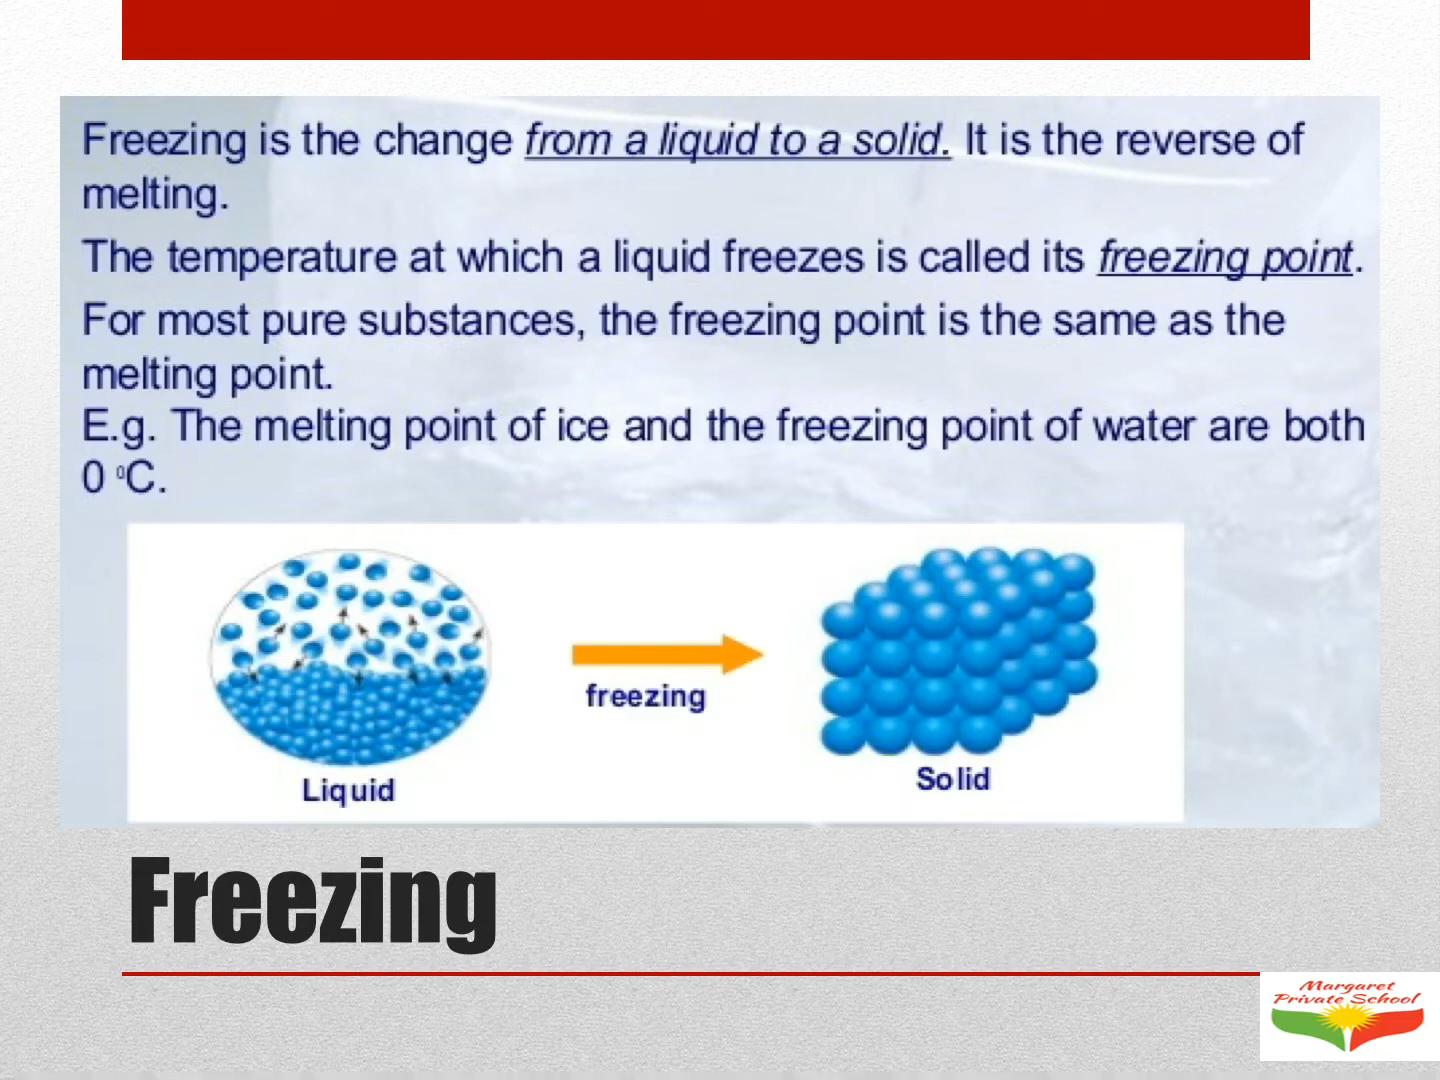 Freezing is the change from a liquid to a solid. It is the reverse of
melting.
The temperature at which a liquid freezes is called its freezing point.
For most pure substances, the freezing point is the same as the
melting point.
E.g. The melting point of ice and the freezing point of water are both
0 ⁰C.
freezing
Liquid
Solid
Freezing
Margaret
Private School